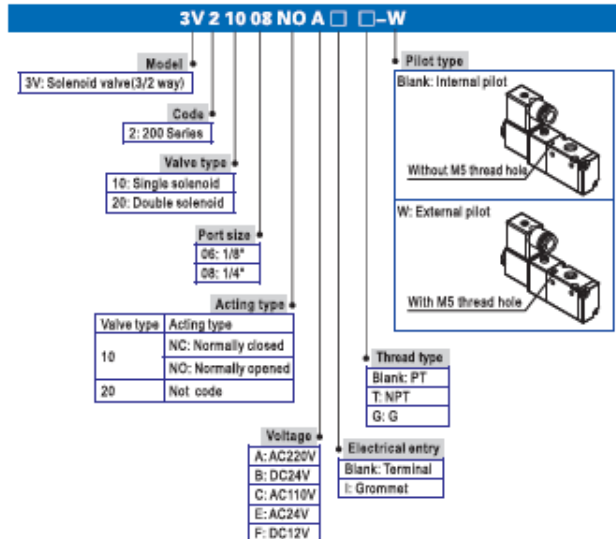 3V 2 10 08 NO A □ □–W
Model
3V: Solenoid valve(3/2 way)
Code
2: 200 Series
Valve type
10: Single solenoid
20: Double solenoid
Port size
06: 1/8"
08: 1/4"
Acting type
Valve type Acting type
10
NC: Normally closed
NO: Normally opened
20 Not code
Voltage
A: AC220V
B: DC24V
C: AC110V
E: AC24V
F: DC12V
Electrical entry
Blank: Terminal
I: Grommet
Thread type
Blank: PT
T: NPT
G: G
Pilot type
Blank: Internal pilot
Without M5 thread hole
W: External pilot
With M5 thread hole